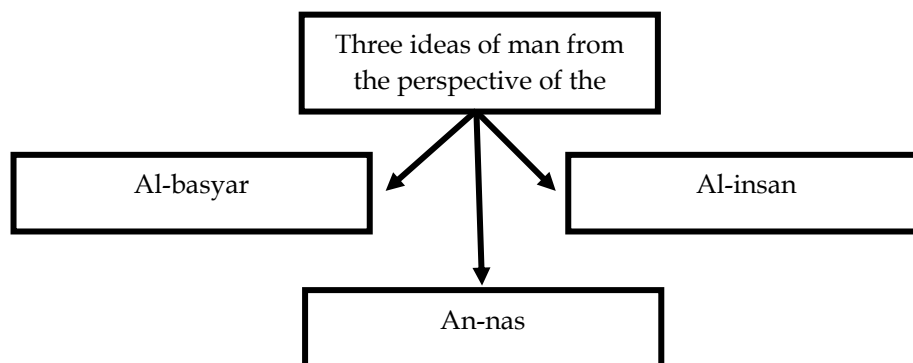 Three ideas of man from
the perspective of the
Al-basyar
Al-insan
An-nas